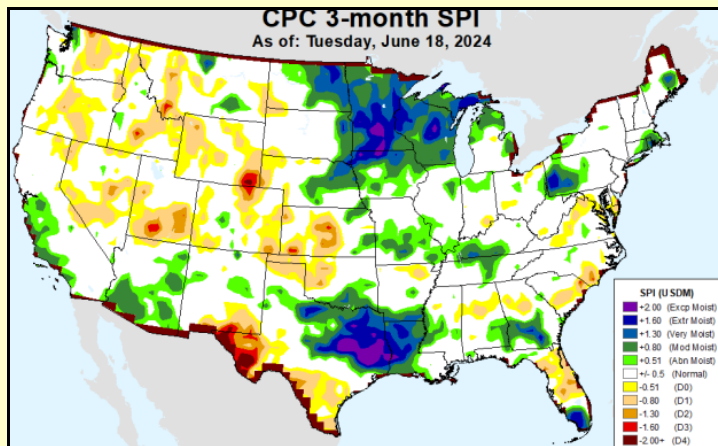 CPC 3-month SPI
As of: Tuesday, June 18, 2024
SPI (USDM)
+2.00 (Excp Moist)
+1.60 (Extr Moist)
+1.30 (Very Moist)
+0.80 (Mod Moist)
+0.51 (Abn Moist)
+/- 0.5 (Normal)
-0.51 (D0)
-0.80 (D1)
-1.30 (D2)
-1.60 (D3)
-2.00+ (D4)